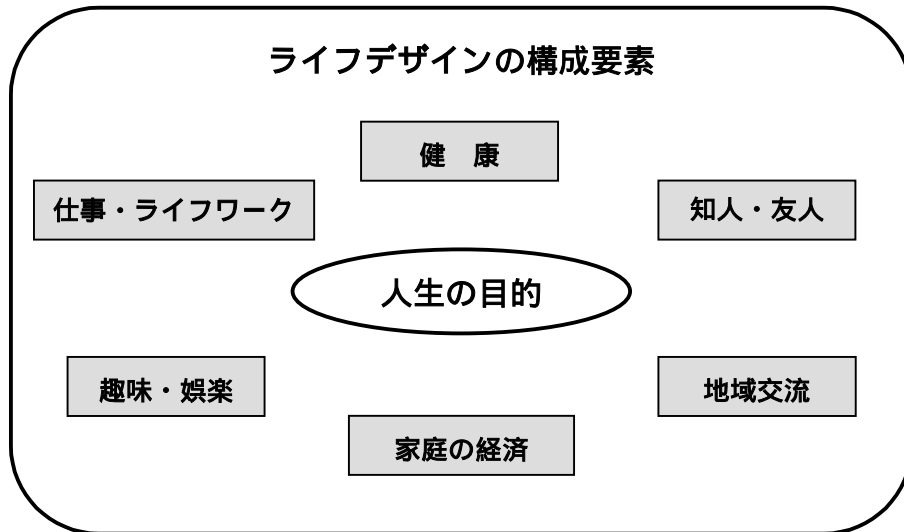 ライフデザインの構成要素
健　康
仕事・ライフワーク
知人・友人
人生の目的
趣味・娯楽
地域交流
家庭の経済